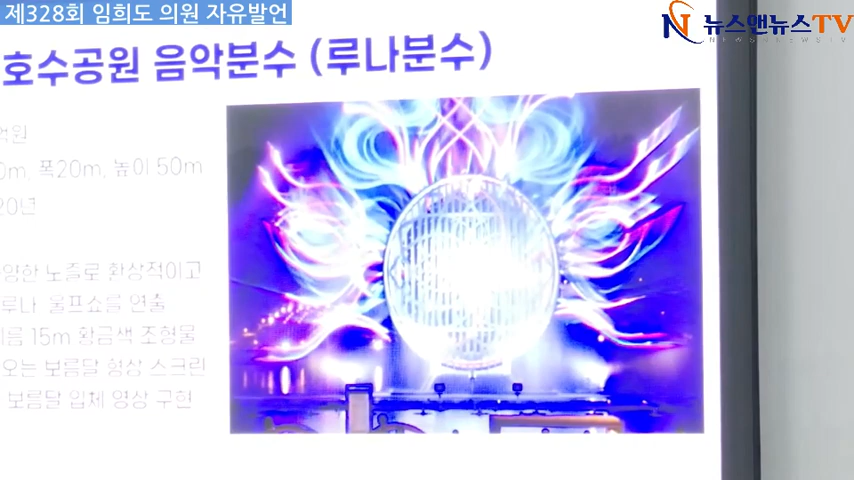 제328회 임희도 의원 자유발언
뉴스앤뉴스TV
NEWS&NEWS TV
호수공원 음악분수 (루나분수)
억원
0m, 폭20m, 높이 50m
20년
양한 노즐로 환상적이고
루나 울프쇼를 연출
름 15m 황금색 조형물
오는 보름달 형상 스크린
보름달 입체 영상 구현